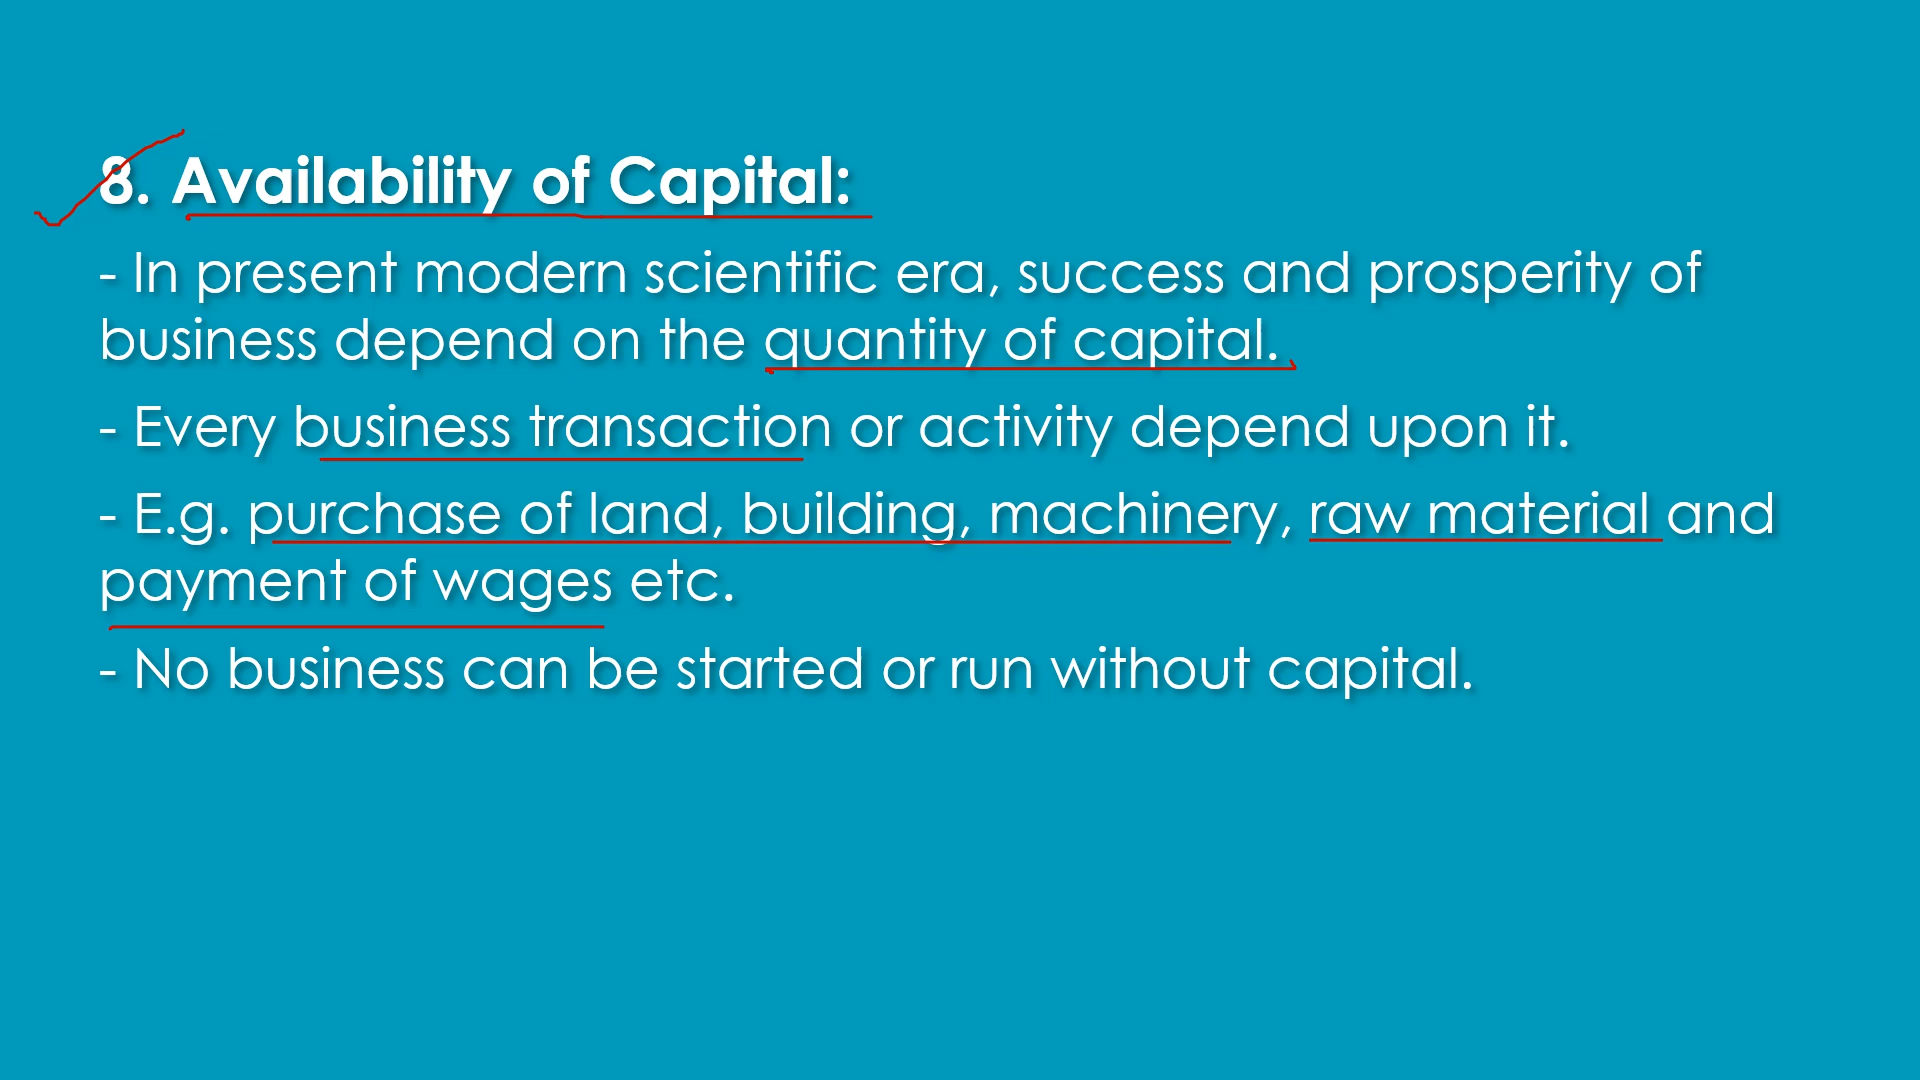 8. Availability of Capital:
- In present modern scientific era, success and prosperity of
business depend on the quantity of capital.
- Every business transaction or activity depend upon it.
- E.g. purchase of land, building, machinery, raw material and
payment of wages etc.
- No business can be started or run without capital.